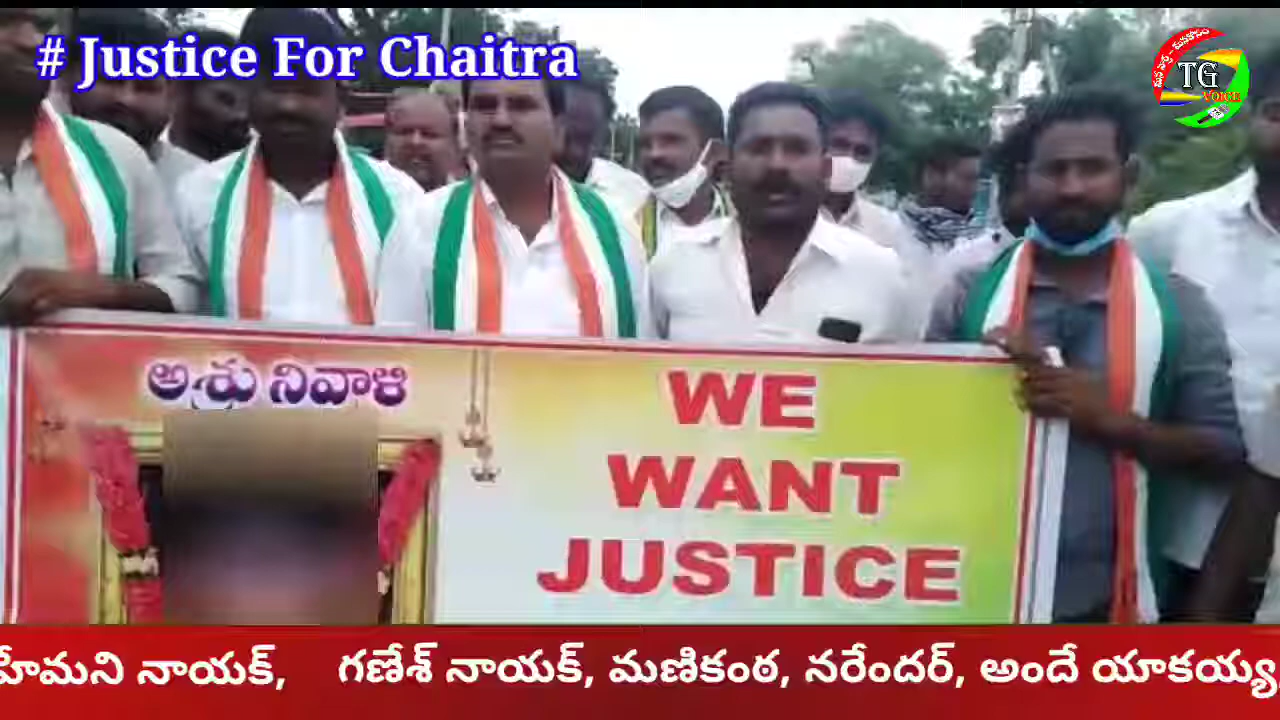 # Justice For Chaitra
TG
VOICE
అశ్రు నివాళి
WE
WANT
JUSTICE
హేమని నాయక్, గణేశ్ నాయక్, మణికంఠ, నరేందర్, అందే యాకయ్య,